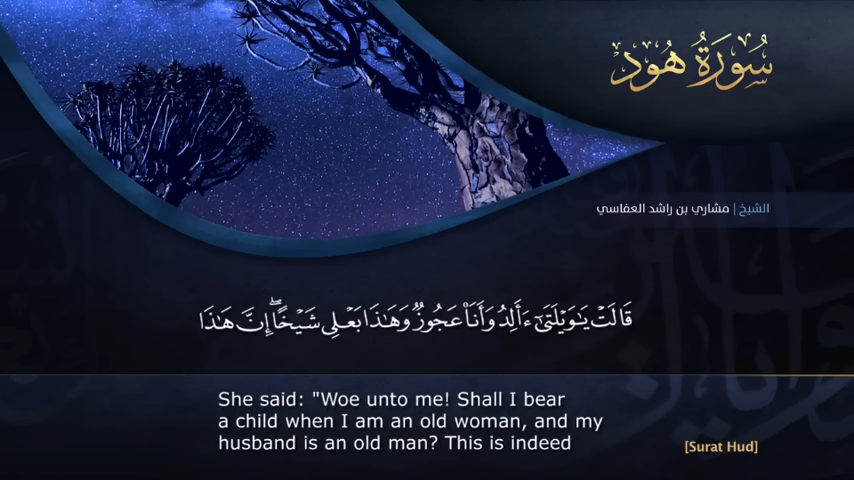 سُورَةُ هُود
الشيخ | مشاري بن راشد العفاسي
قَالَتْ يَٰوَيْلَتَىٰٓ ءَأَلِدُ وَأَنَا۠ عَجُوزٌ وَهَٰذَا بَعْلِى شَيْخًا ۖ إِنَّ هَٰذَا
She said: "Woe unto me! Shall I bear
a child when I am an old woman, and my
husband is an old man? This is indeed
[Surat Hud]